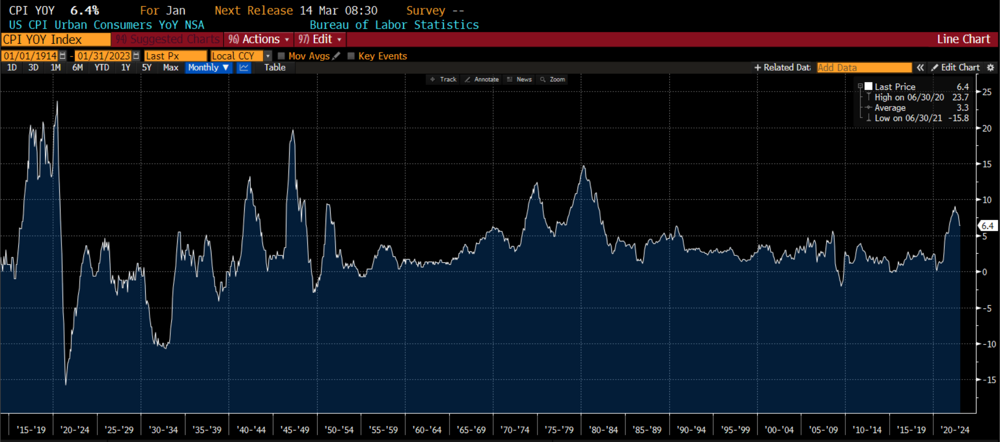 CPI YOY 6.4% For Jan Next Release 14 Mar 08:30 Survey --
US CPI Urban Consumers YoY NSA Bureau of Labor Statistics
CPI YOY Index 94) Suggested Charts 96) Actions 97) Edit Line Chart
01/01/1914 - 01/31/2023 Last Px Local CCY Mov Avgs Key Events
1D 3D 1M 6M YTD 1Y 5Y Max Monthly ▼ Table + Related Dat Add Data « Edit Chart
Track Annotate News Zoom
Last Price 6.4
High on 06/30/20 23.7
Average 3.3
Low on 06/30/21 -15.8
25
20
15
10
6.4
5
0
-5
-10
-15
'15-'19 '20-'24 '25-'29 '30-'34 '35-'39 '40-'44 '45-'49 '50-'54 '55-'59 '60-'64 '65-'69 '70-'74 '75-'79 '80-'84 '85-'89 '90-'94 '95-'99 '00-'04 '05-'09 '10-'14 '15-'19 '20-'24